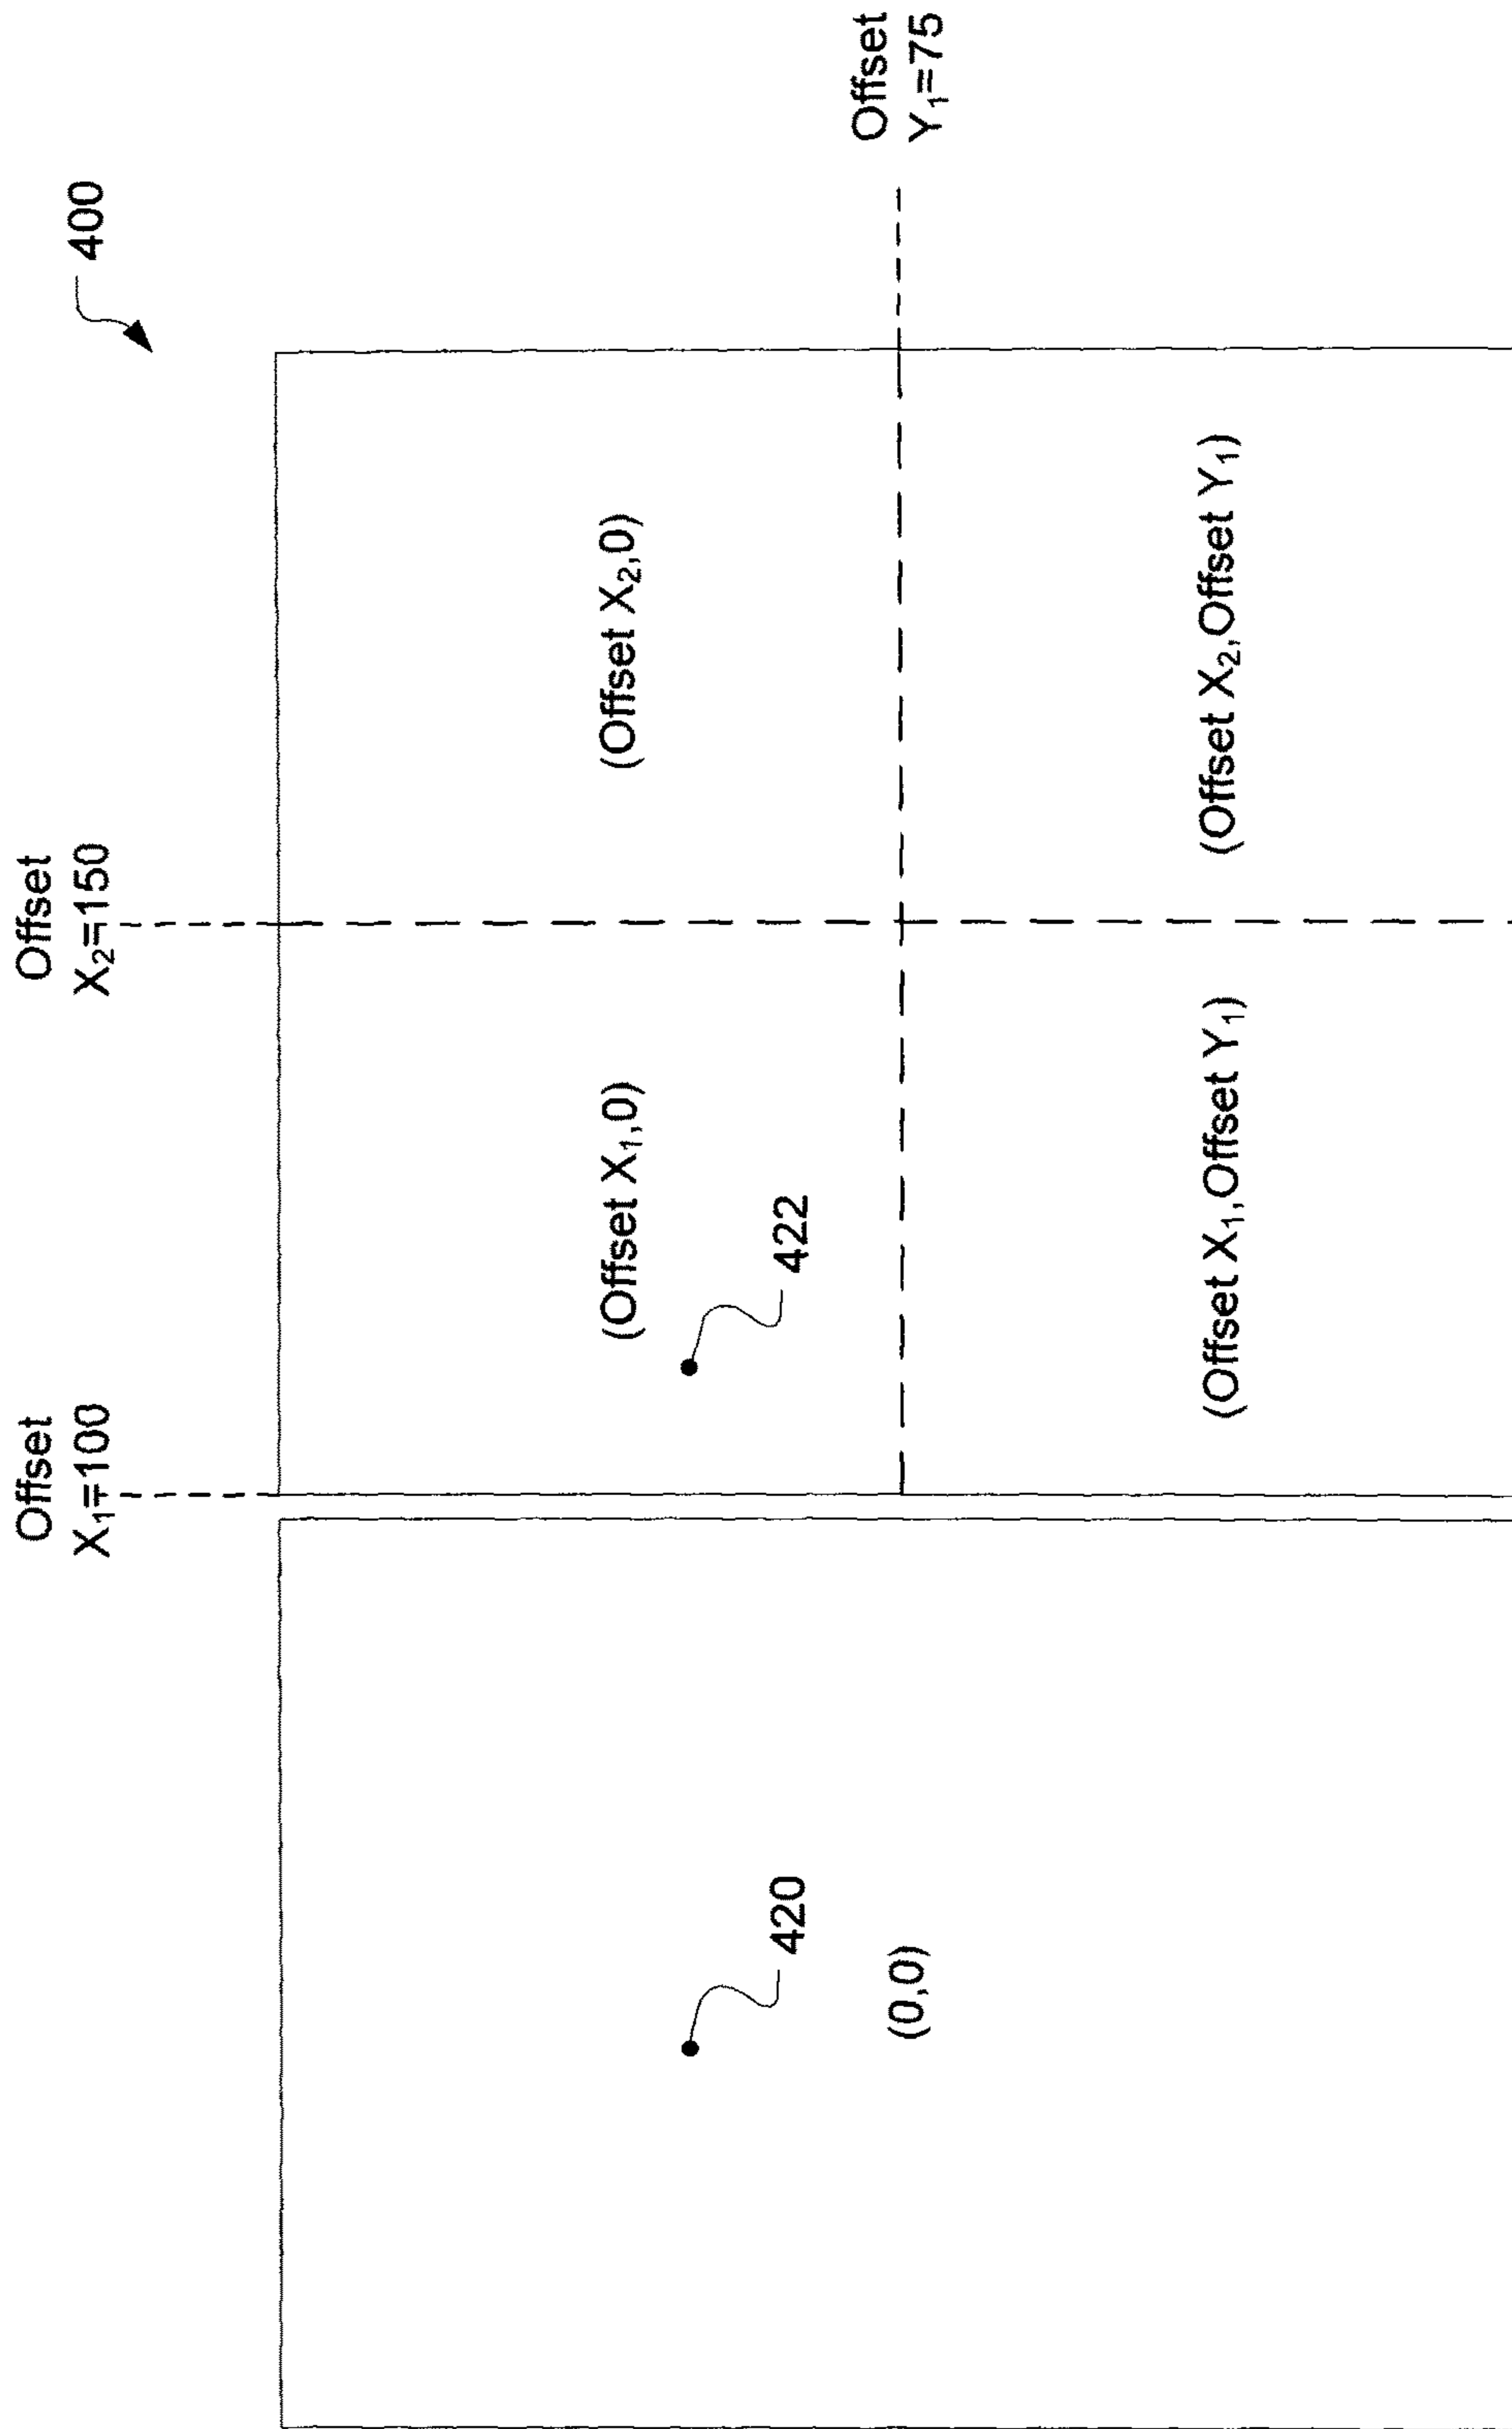 Offset
X₁=100
Offset
X₂=150
400
(Offset X₁,0)
(Offset X₂,0)
420
422
(0,0)
Offset
Y₁=75
(Offset X₁,Offset Y₁)
(Offset X₂,Offset Y₁)